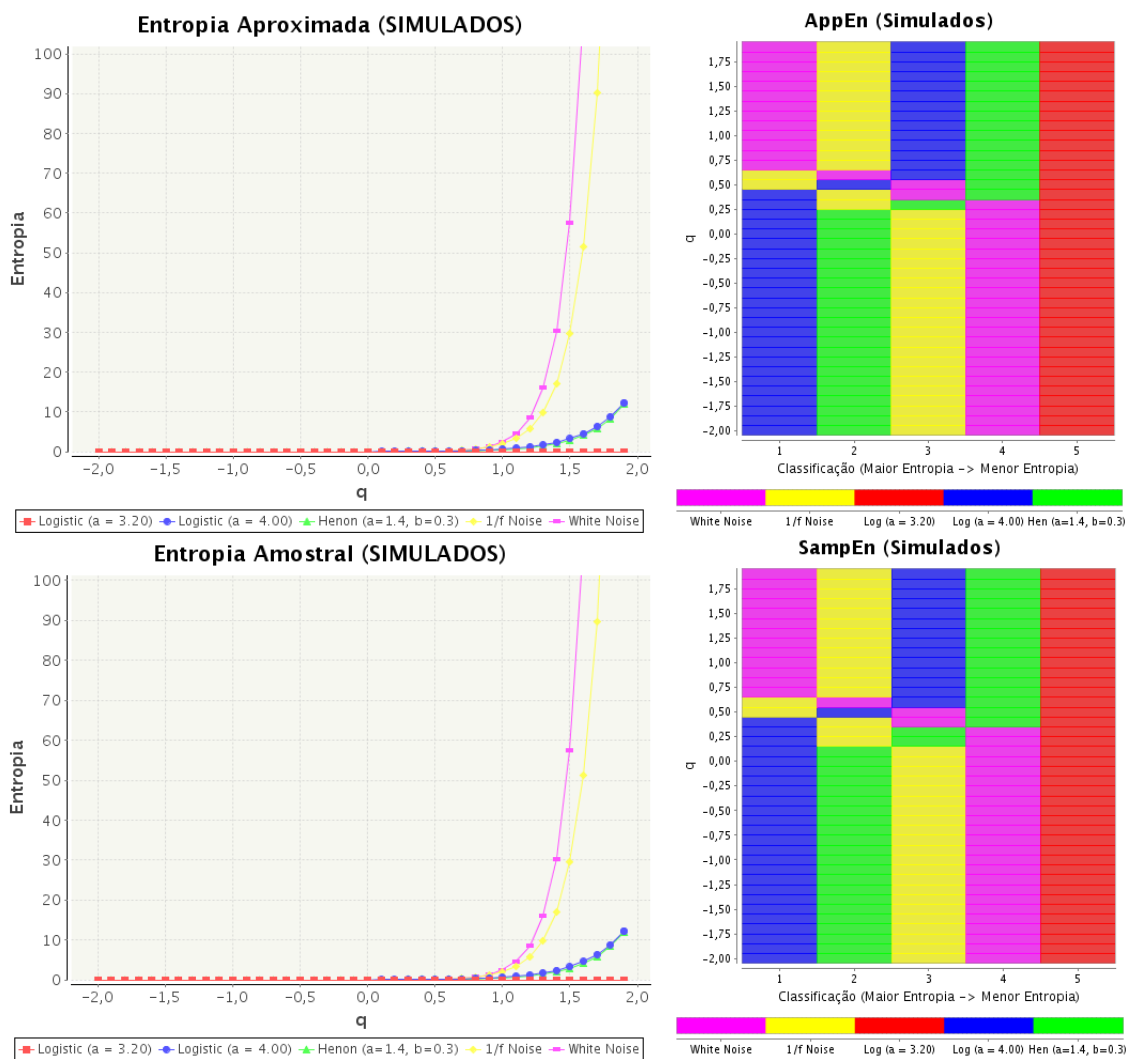 Entropia Aproximada (SIMULADOS)
Entropia
100
90
80
70
60
50
40
30
20
10
0
−2,0 −1,5 −1,0 −0,5 0,0 0,5 1,0 1,5 2,0
q
Logistic (a = 3.20) Logistic (a = 4.00) Henon (a=1.4, b=0.3) 1/f Noise White Noise
AppEn (Simulados)
q
1,75
1,50
1,25
1,00
0,75
0,50
0,25
0,00
−0,25
−0,50
−0,75
−1,00
−1,25
−1,50
−1,75
−2,00
1 2 3 4 5
Classificação (Maior Entropia -> Menor Entropia)
White Noise 1/f Noise Log (a = 3.20) Log (a = 4.00) Hen (a=1.4, b=0.3)
Entropia Amostral (SIMULADOS)
Entropia
100
90
80
70
60
50
40
30
20
10
0
−2,0 −1,5 −1,0 −0,5 0,0 0,5 1,0 1,5 2,0
q
Logistic (a = 3.20) Logistic (a = 4.00) Henon (a=1.4, b=0.3) 1/f Noise White Noise
SampEn (Simulados)
q
1,75
1,50
1,25
1,00
0,75
0,50
0,25
0,00
−0,25
−0,50
−0,75
−1,00
−1,25
−1,50
−1,75
−2,00
1 2 3 4 5
Classificação (Maior Entropia -> Menor Entropia)
White Noise 1/f Noise Log (a = 3.20) Log (a = 4.00) Hen (a=1.4, b=0.3)